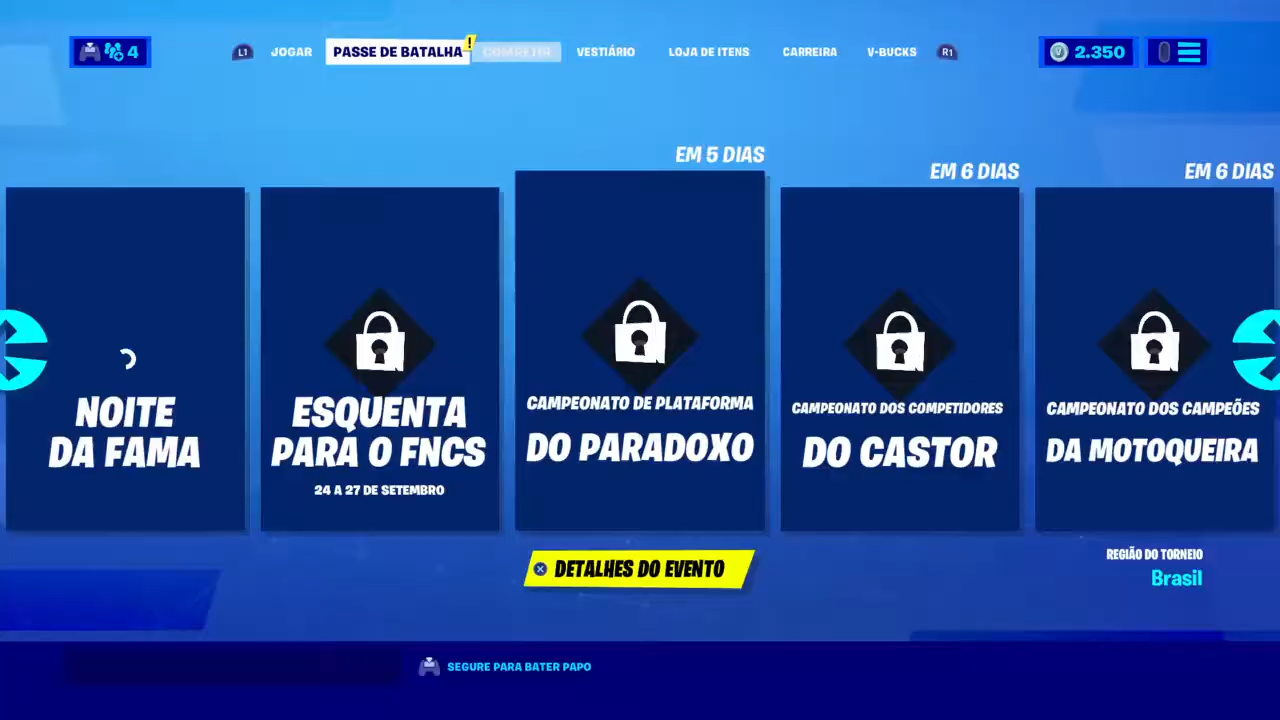 4
L1
JOGAR
PASSE DE BATALHA
!
COMPETIR
VESTIÁRIO
LOJA DE ITENS
CARREIRA
V-BUCKS
R1
2.350
EM 5 DIAS
EM 6 DIAS
EM 6 DIAS
NOITE
DA FAMA
ESQUENTA
PARA O FNCS
24 A 27 DE SETEMBRO
CAMPEONATO DE PLATAFORMA
DO PARADOXO
CAMPEONATO DOS COMPETIDORES
DO CASTOR
CAMPEONATO DOS CAMPEÕES
DA MOTOQUEIRA
DETALHES DO EVENTO
REGIÃO DO TORNEIO
Brasil
SEGURE PARA BATER PAPO